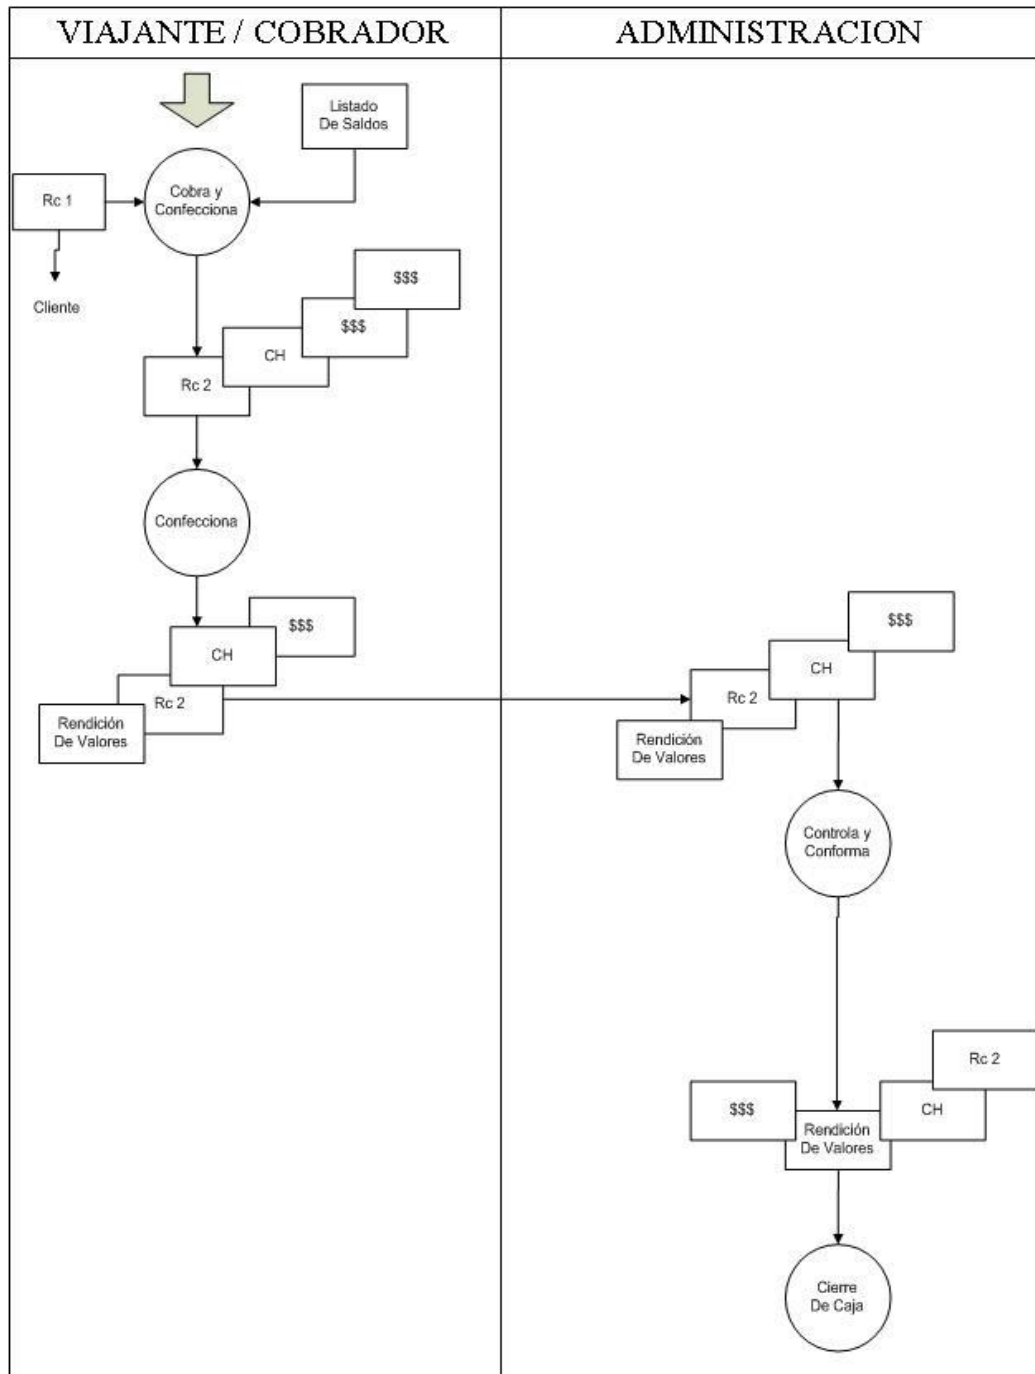 VIAJANTE / COBRADOR
ADMINISTRACION
Listado
De Saldos
Rc 1
Cobra y
Confecciona
Cliente
$$$
$$$
CH
Rc 2
Confecciona
$$$
CH
Rc 2
Rendición
De Valores
$$$
CH
Rc 2
Rendición
De Valores
Controla y
Conforma
Rc 2
$$$
CH
Rendición
De Valores
Cierre
De Caja